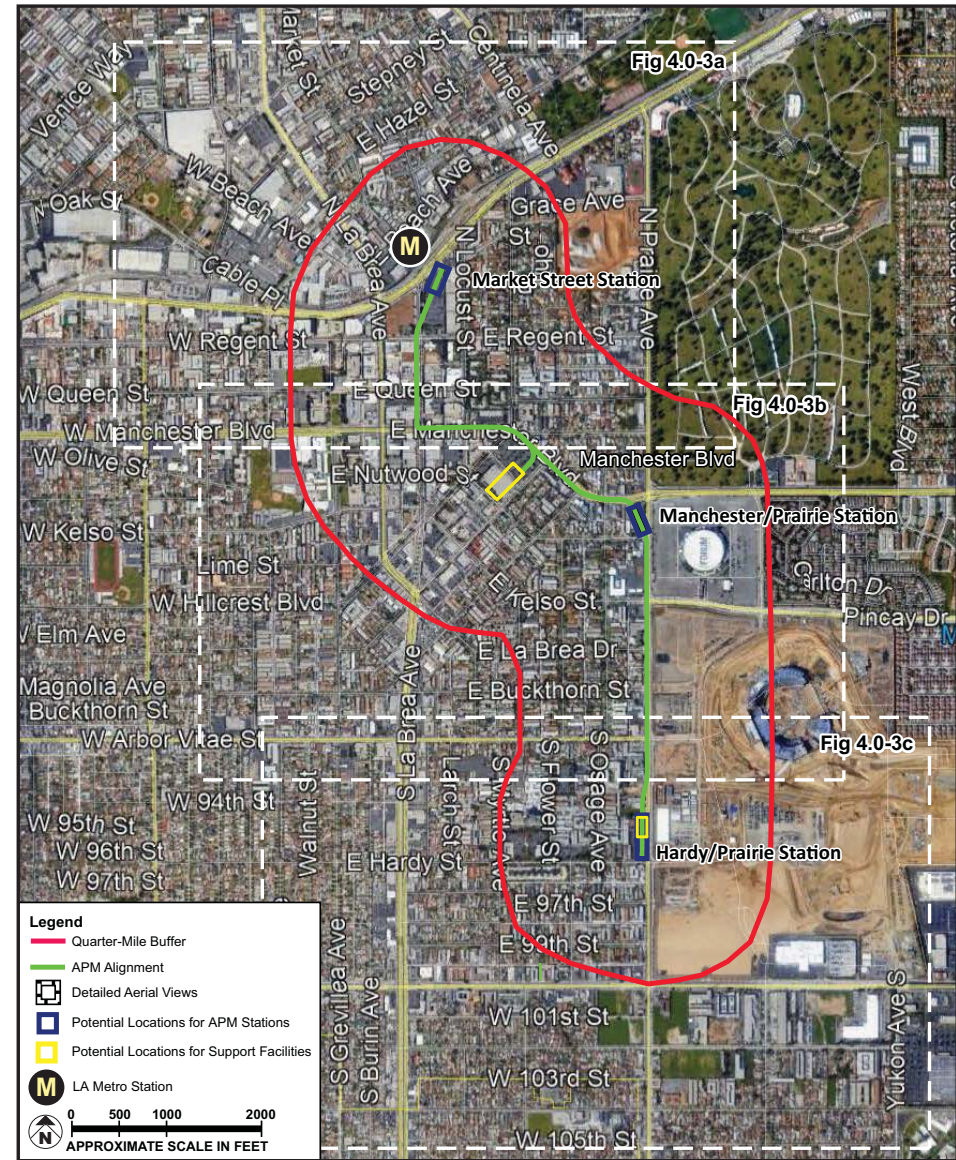 Market St
Stepney St
Centinela Ave
Fig 4.0-3a
Venice Way
E Hazel St
W Beach Ave
N Oak St
N La Brea Ave
Beach Ave
M
Grace Ave
N Locust St
N Prairie Ave
Cable Pl
Market Street Station
W Regent St
E Regent St
W Queen St
E Queen St
West Blvd
Fig 4.0-3b
W Manchester Blvd
E Manchester Blvd
W Olive St
E Nutwood S
Manchester Blvd
W Kelso St
Manchester/Prairie Station
FORUM
Lime St
Carlton Dr
W Hillcrest Blvd
E Kelso St
Pincay Dr
W Elm Ave
E La Brea Dr
Magnolia Ave
E Buckthorn St
Buckthorn St
W Arbor Vitae St
Fig 4.0-3c
S La Brea Ave
Larch St
S Myrtle Ave
S Flower St
S Osage Ave
W 94th St
W 95th St
Walnut St
W 96th St
E Hardy St
Hardy/Prairie Station
W 97th St
E 97th St
E 99th St
S Grevillea Ave
S Burin Ave
Yukon Ave S
W 101st St
W 103rd St
W 105th St
Legend
Quarter-Mile Buffer
APM Alignment
Detailed Aerial Views
Potential Locations for APM Stations
Potential Locations for Support Facilities
M LA Metro Station
N
0 500 1000 2000
APPROXIMATE SCALE IN FEET